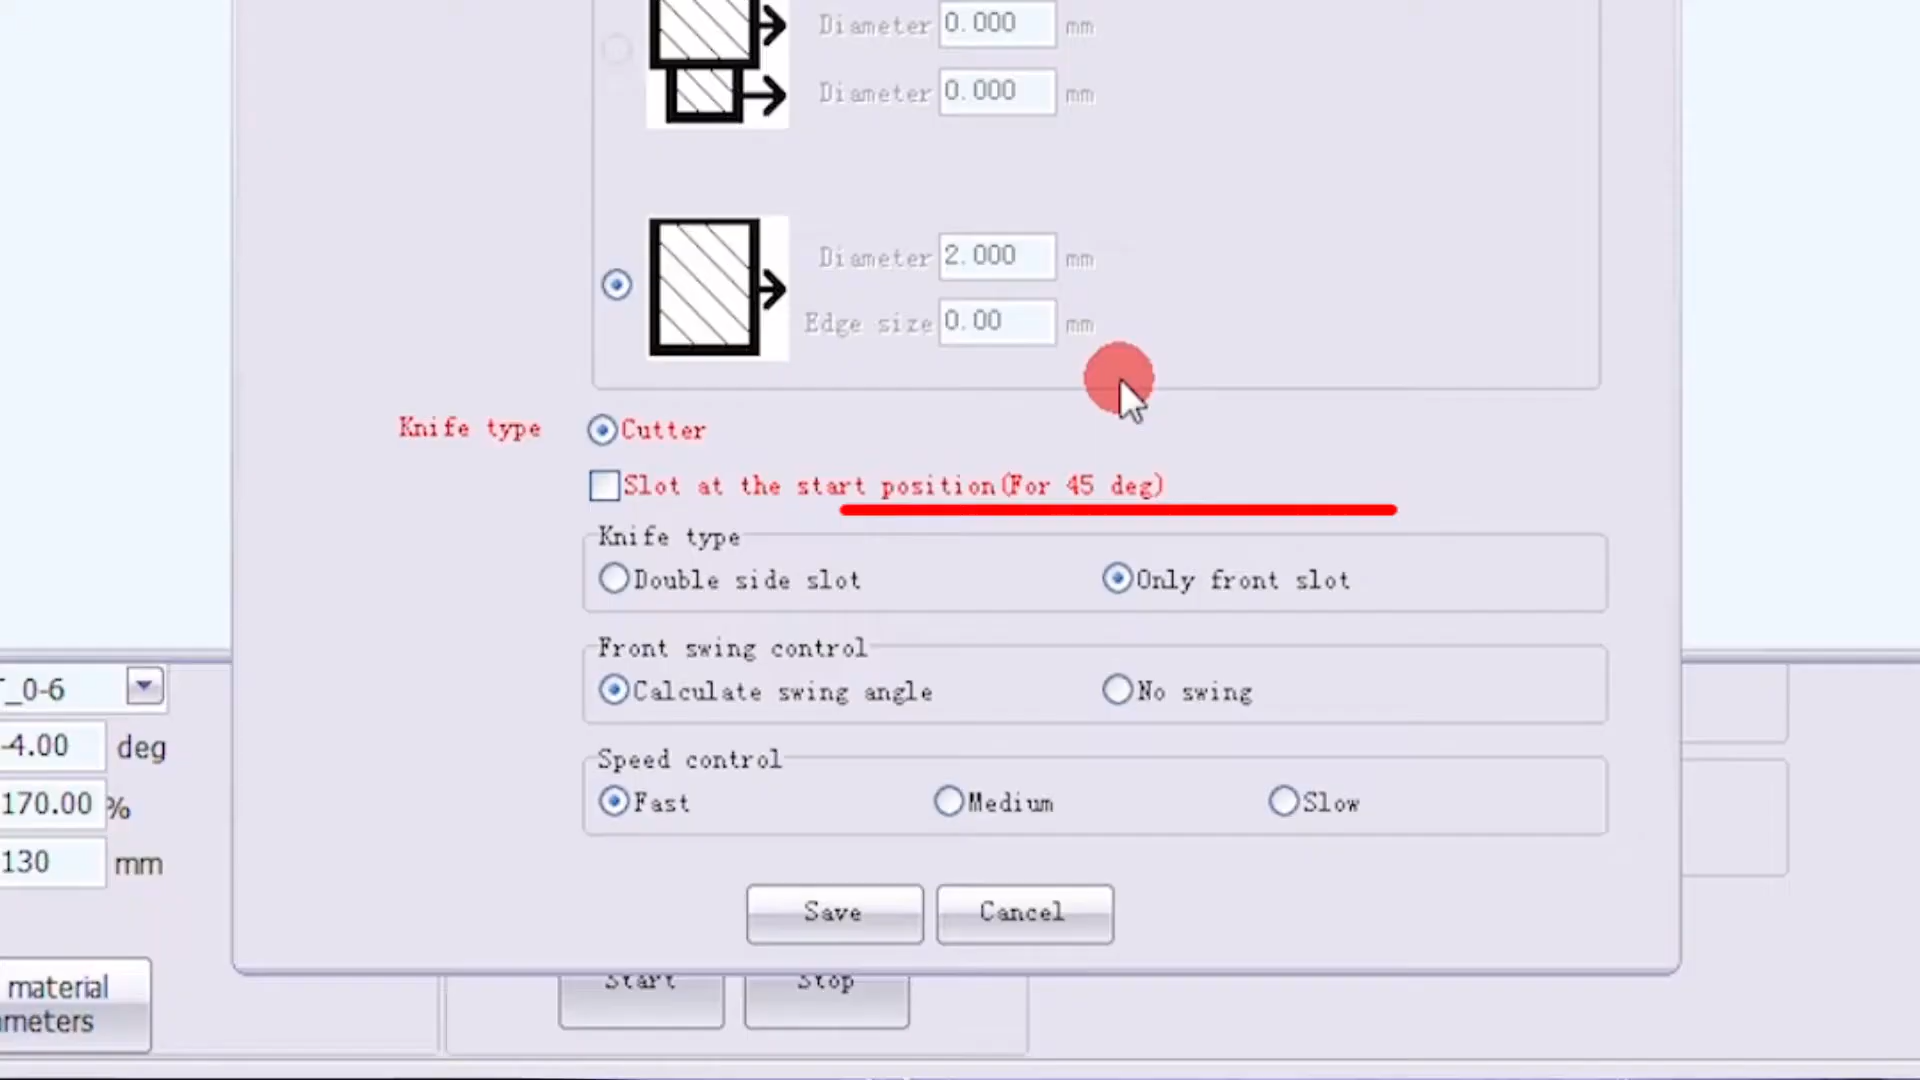 Diameter 0.000 mm
Diameter 0.000 mm
Diameter 2.000 mm
Edge size 0.00 mm
Knife type Cutter
Slot at the start position(For 45 deg)
Knife type
Double side slot Only front slot
Front swing control
Calculate swing angle No swing
Speed control
Fast Medium Slow
Save Cancel
_0-6
-4.00 deg
170.00 %
130 mm
material
meters
Start Stop